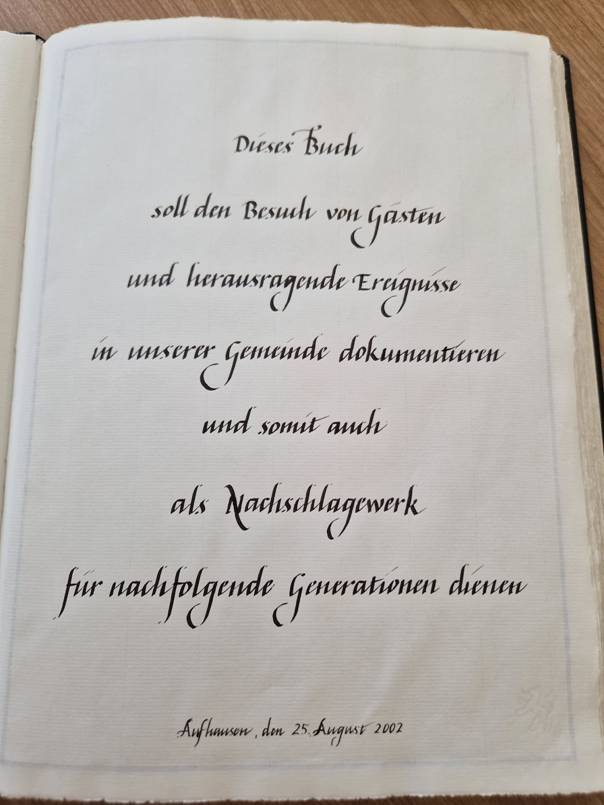 Dieses Buch
soll den Besuch von Gästen
und herausragende Ereignisse
in unserer Gemeinde dokumentieren
und somit auch
als Nachschlagewerk
für nachfolgende Generationen dienen
Aufhausen, den 25. August 2002